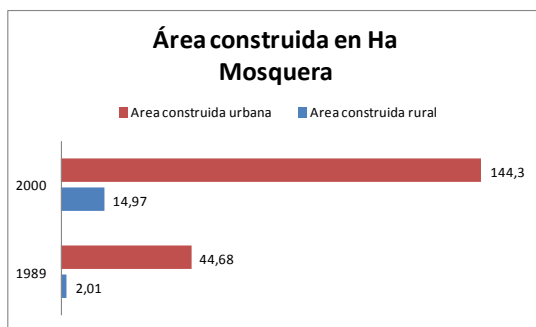 Área construida en Ha
Mosquera
Area construida urbana Area construida rural
2000
144,3
14,97
1989
44,68
2,01